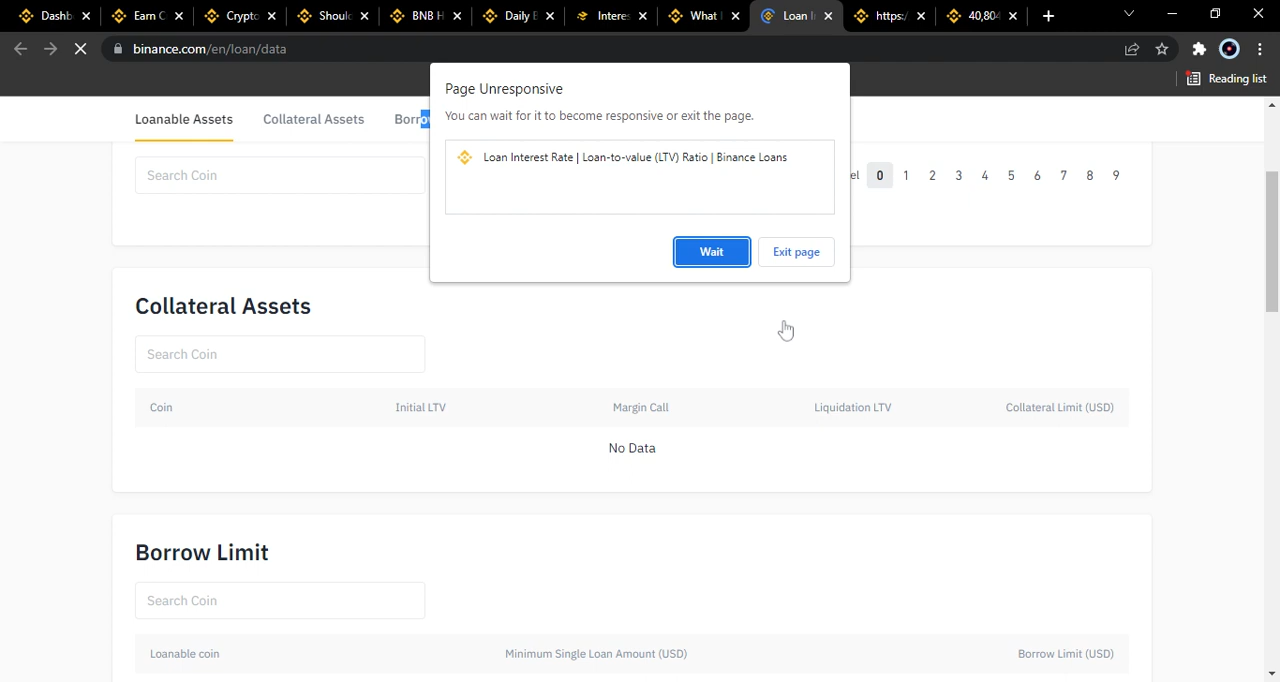 Dashb
Earn C
Crypto
Shoul
BNB H
Daily E
Interes
What
Loan I
https:/
40,804
binance.com/en/loan/data
Reading list
Page Unresponsive
You can wait for it to become responsive or exit the page.
Loan Interest Rate | Loan-to-value (LTV) Ratio | Binance Loans
Wait
Exit page
Loanable Assets
Collateral Assets
Borro
Search Coin
el 0 1 2 3 4 5 6 7 8 9
Collateral Assets
Search Coin
Coin
Initial LTV
Margin Call
Liquidation LTV
Collateral Limit (USD)
No Data
Borrow Limit
Search Coin
Loanable coin
Minimum Single Loan Amount (USD)
Borrow Limit (USD)